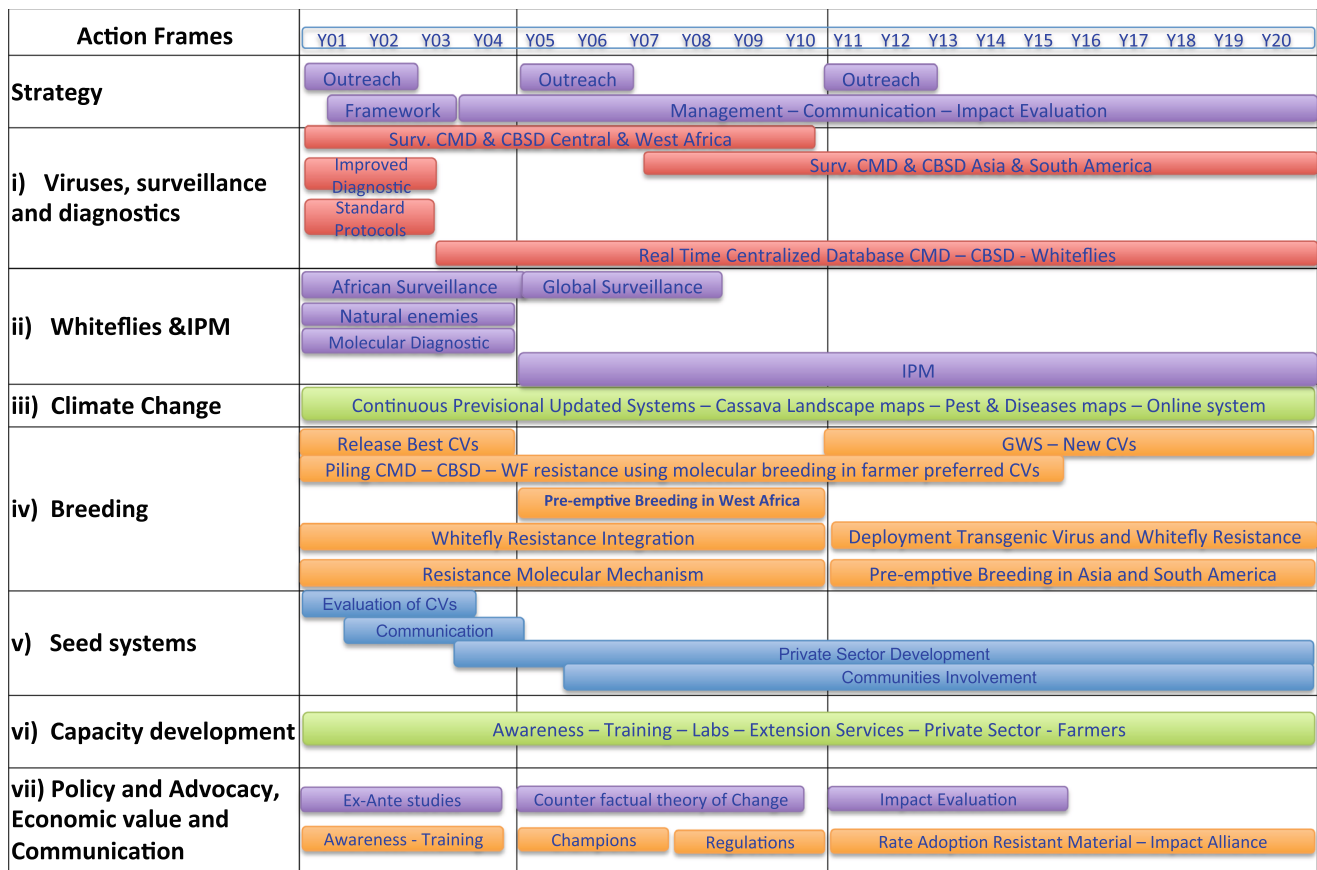 Action Frames
Y01 Y02 Y03 Y04 Y05 Y06 Y07 Y08 Y09 Y10 Y11 Y12 Y13 Y14 Y15 Y16 Y17 Y18 Y19 Y20
Strategy
Outreach
Outreach
Outreach
Framework
Management – Communication – Impact Evaluation
i) Viruses, surveillance
and diagnostics
Surv. CMD & CBSD Central & West Africa
Surv. CMD & CBSD Asia & South America
Improved
Diagnostic
Standard
Protocols
Real Time Centralized Database CMD – CBSD - Whiteflies
ii) Whiteflies &IPM
African Surveillance
Global Surveillance
Natural enemies
Molecular Diagnostic
IPM
iii) Climate Change
Continuous Previsional Updated Systems – Cassava Landscape maps – Pest & Diseases maps – Online system
iv) Breeding
Release Best CVs
GWS – New CVs
Piling CMD – CBSD – WF resistance using molecular breeding in farmer preferred CVs
Pre-emptive Breeding in West Africa
Whitefly Resistance Integration
Deployment Transgenic Virus and Whitefly Resistance
Resistance Molecular Mechanism
Pre-emptive Breeding in Asia and South America
v) Seed systems
Evaluation of CVs
Communication
Private Sector Development
Communities Involvement
vi) Capacity development
Awareness – Training – Labs – Extension Services – Private Sector - Farmers
vii) Policy and Advocacy,
Economic value and
Communication
Ex-Ante studies
Counter factual theory of Change
Impact Evaluation
Awareness - Training
Champions
Regulations
Rate Adoption Resistant Material – Impact Alliance